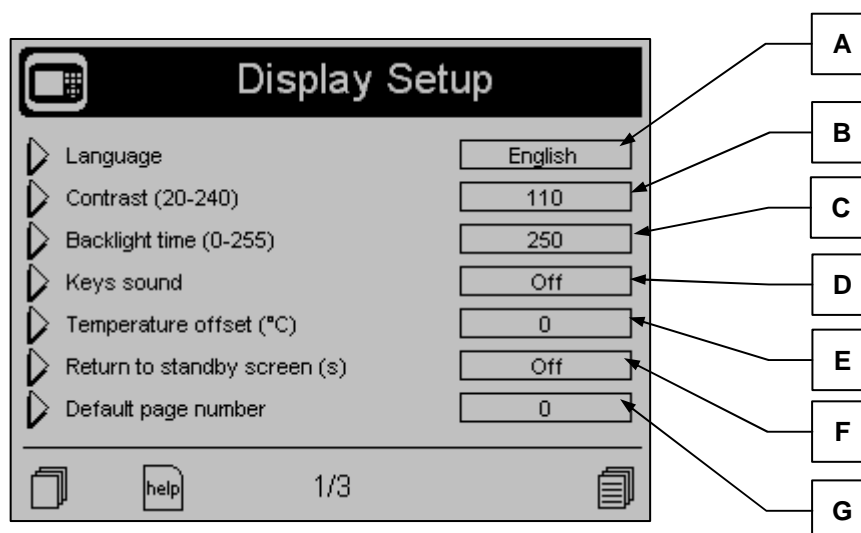 Display Setup
A
Language English
B
Contrast (20-240) 110
C
Backlight time (0-255) 250
Keys sound Off
D
Temperature offset (°C) 0
E
Return to standby screen (s) Off
Default page number 0
F
help 1/3
G